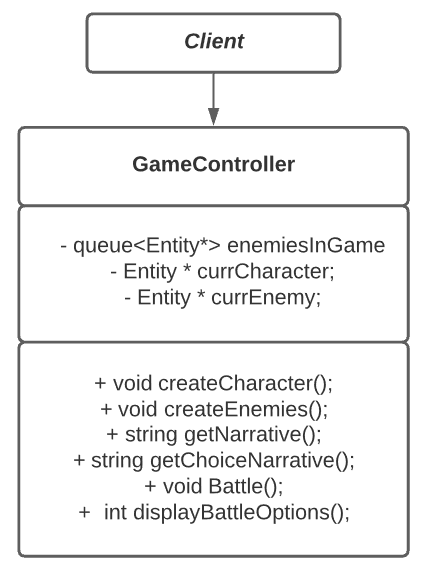 Client
GameController
- queue<Entity*> enemiesInGame
- Entity * currCharacter;
- Entity * currEnemy;
+ void createCharacter();
+ void createEnemies();
+ string getNarrative();
+ string getChoiceNarrative();
+ void Battle();
+ int displayBattleOptions();